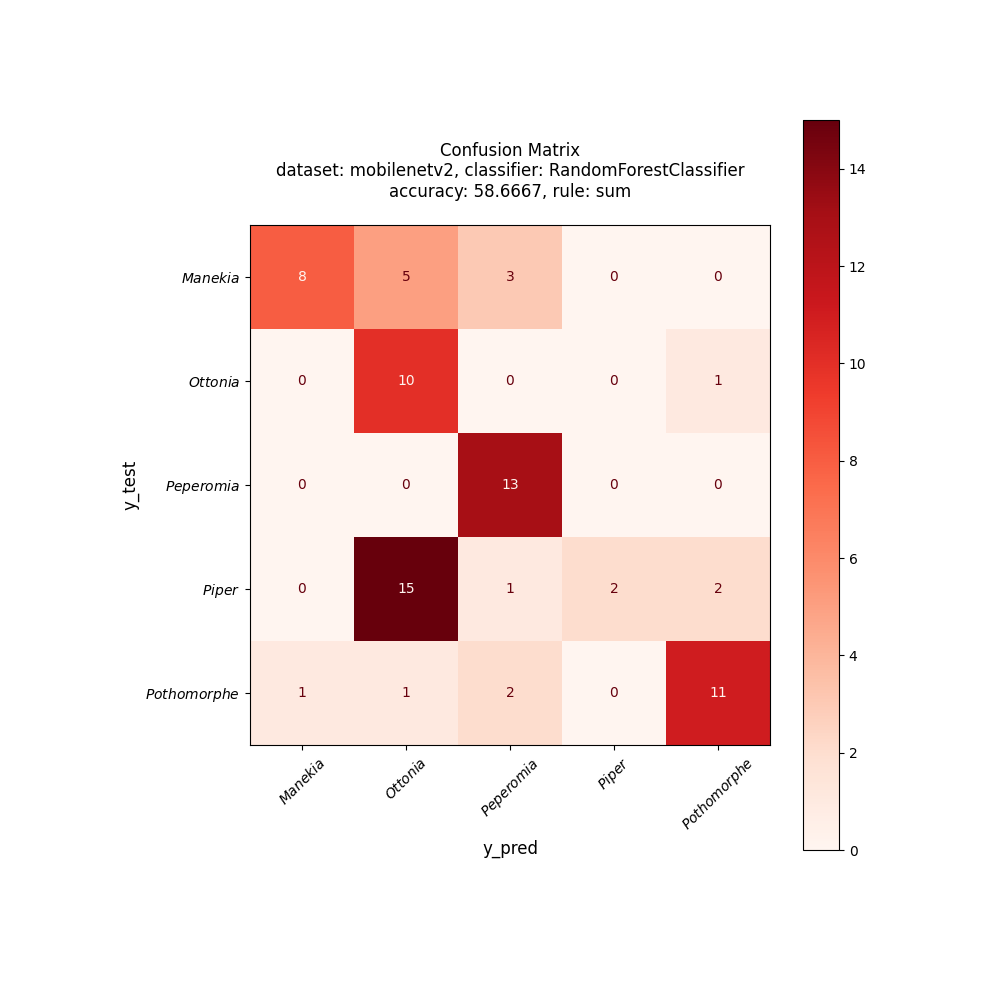 Confusion Matrix
dataset: mobilenetv2, classifier: RandomForestClassifier
accuracy: 58.6667, rule: sum
y_test
Manekia 8 5 3 0 0
Ottonia 0 10 0 0 1
Peperomia 0 0 13 0 0
Piper 0 15 1 2 2
Pothomorphe 1 1 2 0 11
Manekia Ottonia Peperomia Piper Pothomorphe
y_pred
14
12
10
8
6
4
2
0